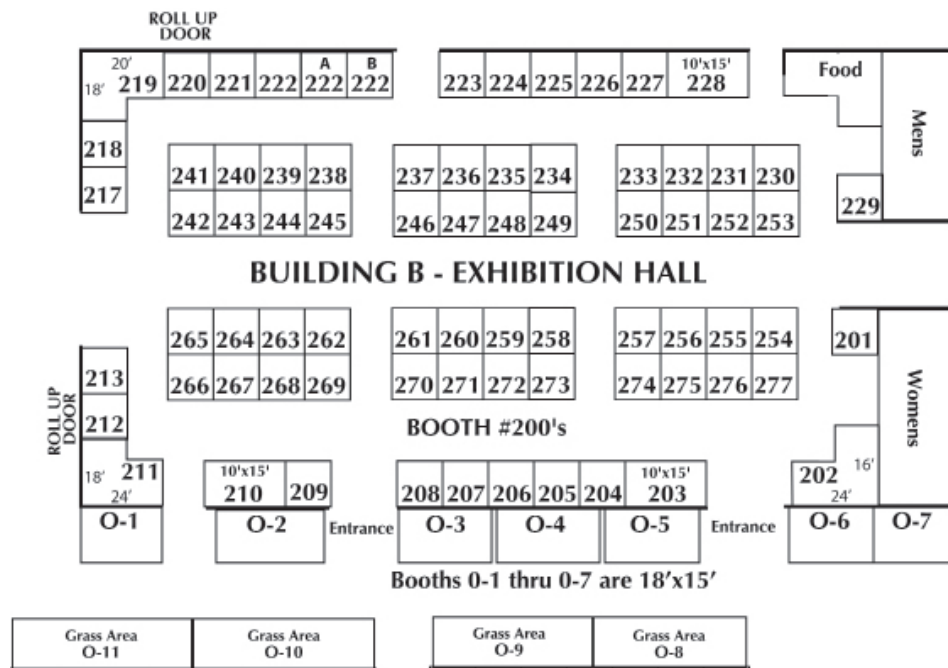 ROLL UP
DOOR
20' A B 10'x15' Food
18' 219 220 221 222 222 222 223 224 225 226 227 228
Mens
218
241 240 239 238 237 236 235 234 233 232 231 230
217
229
242 243 244 245 246 247 248 249 250 251 252 253
BUILDING B - EXHIBITION HALL
265 264 263 262 261 260 259 258 257 256 255 254 201
213
266 267 268 269 270 271 272 273 274 275 276 277
Womens
ROLL UP
DOOR
212
BOOTH #200's
18' 211 10'x15' 10'x15' 202 16'
24' 210 209 208 207 206 205 204 203 24'
O-1 O-2 Entrance O-3 O-4 O-5 Entrance O-6 O-7
Booths 0-1 thru 0-7 are 18'x15'
Grass Area Grass Area Grass Area Grass Area
O-11 O-10 O-9 O-8